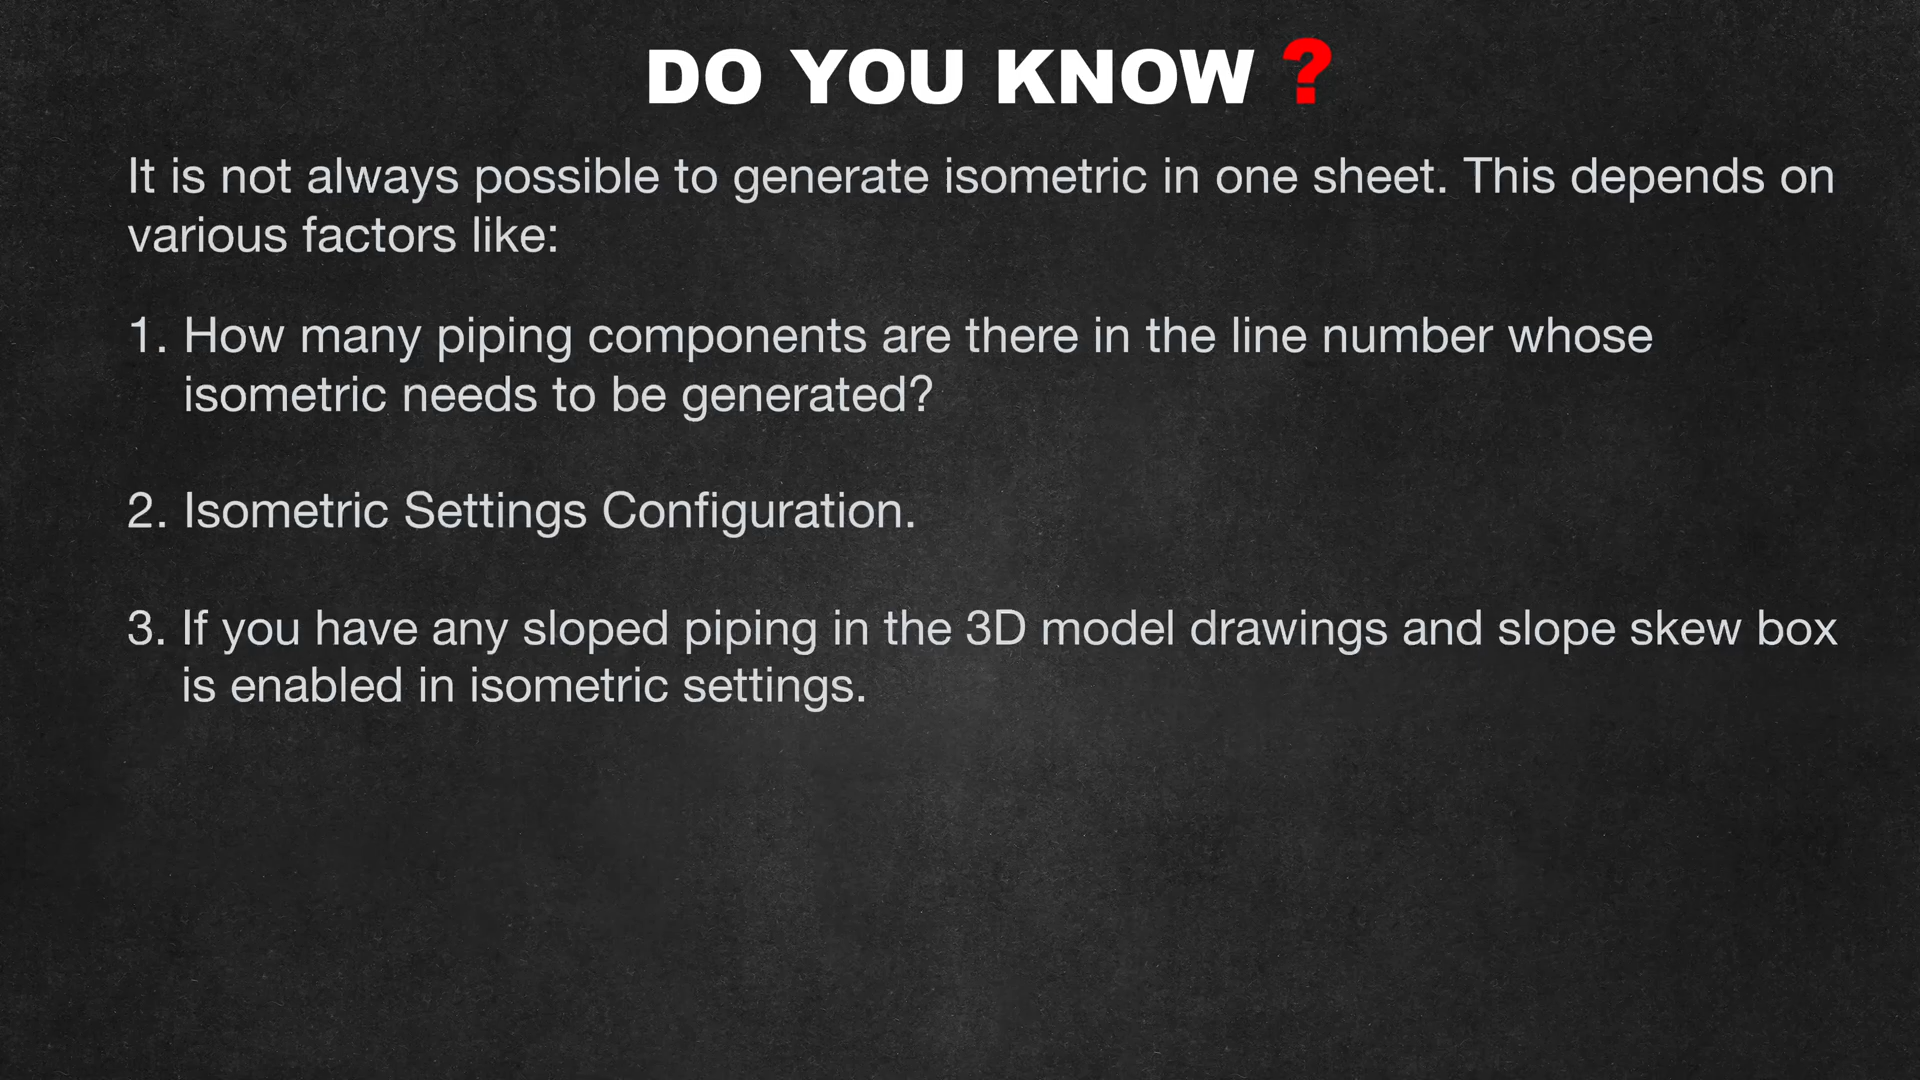 DO YOU KNOW ?
It is not always possible to generate isometric in one sheet. This depends on
various factors like:
1. How many piping components are there in the line number whose
isometric needs to be generated?
2. Isometric Settings Configuration.
3. If you have any sloped piping in the 3D model drawings and slope skew box
is enabled in isometric settings.